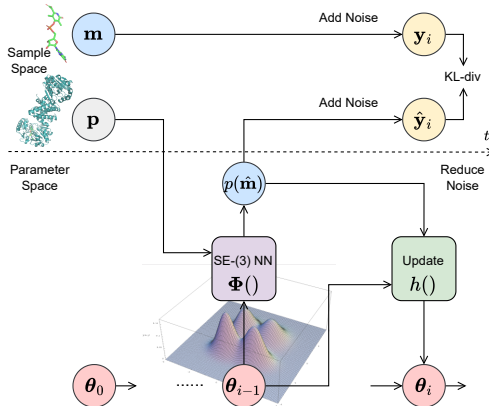 Sample
Space
m
Add Noise
y_i
KL-div
p
Add Noise
ŷ_i
t
Parameter
Space
p(m̂)
Reduce
Noise
SE-(3) NN
Φ()
Update
h()
θ_0
......
θ_{i−1}
θ_i